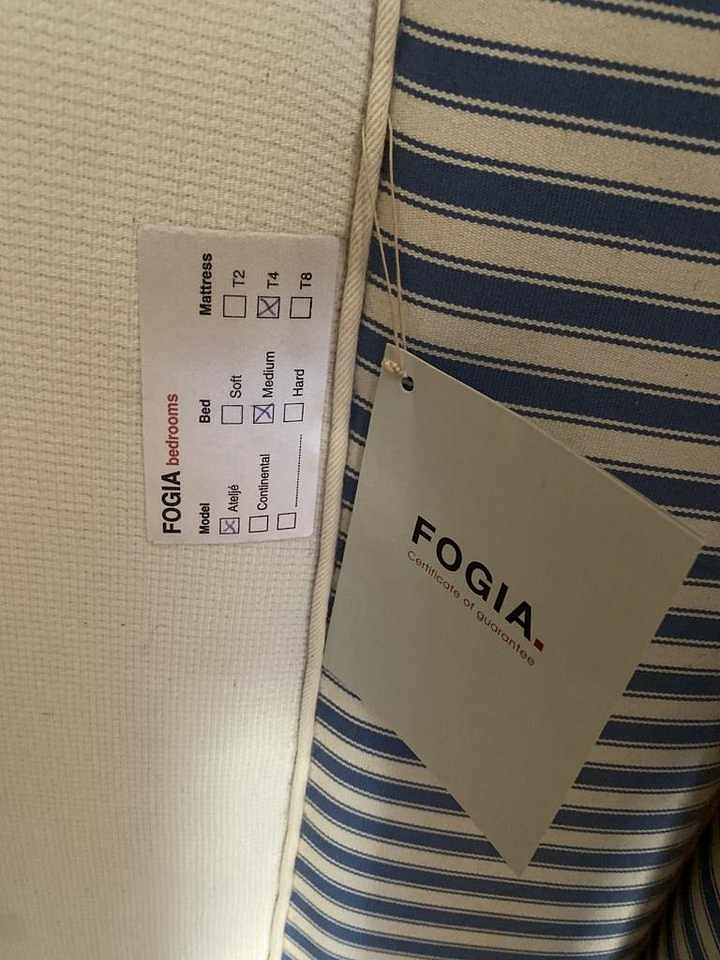 FOGIA bedrooms
Model Bed Mattress
Ateljé Soft T2
Continental Medium T4
Hard T8
FOGIA.
Certificate of guarantee